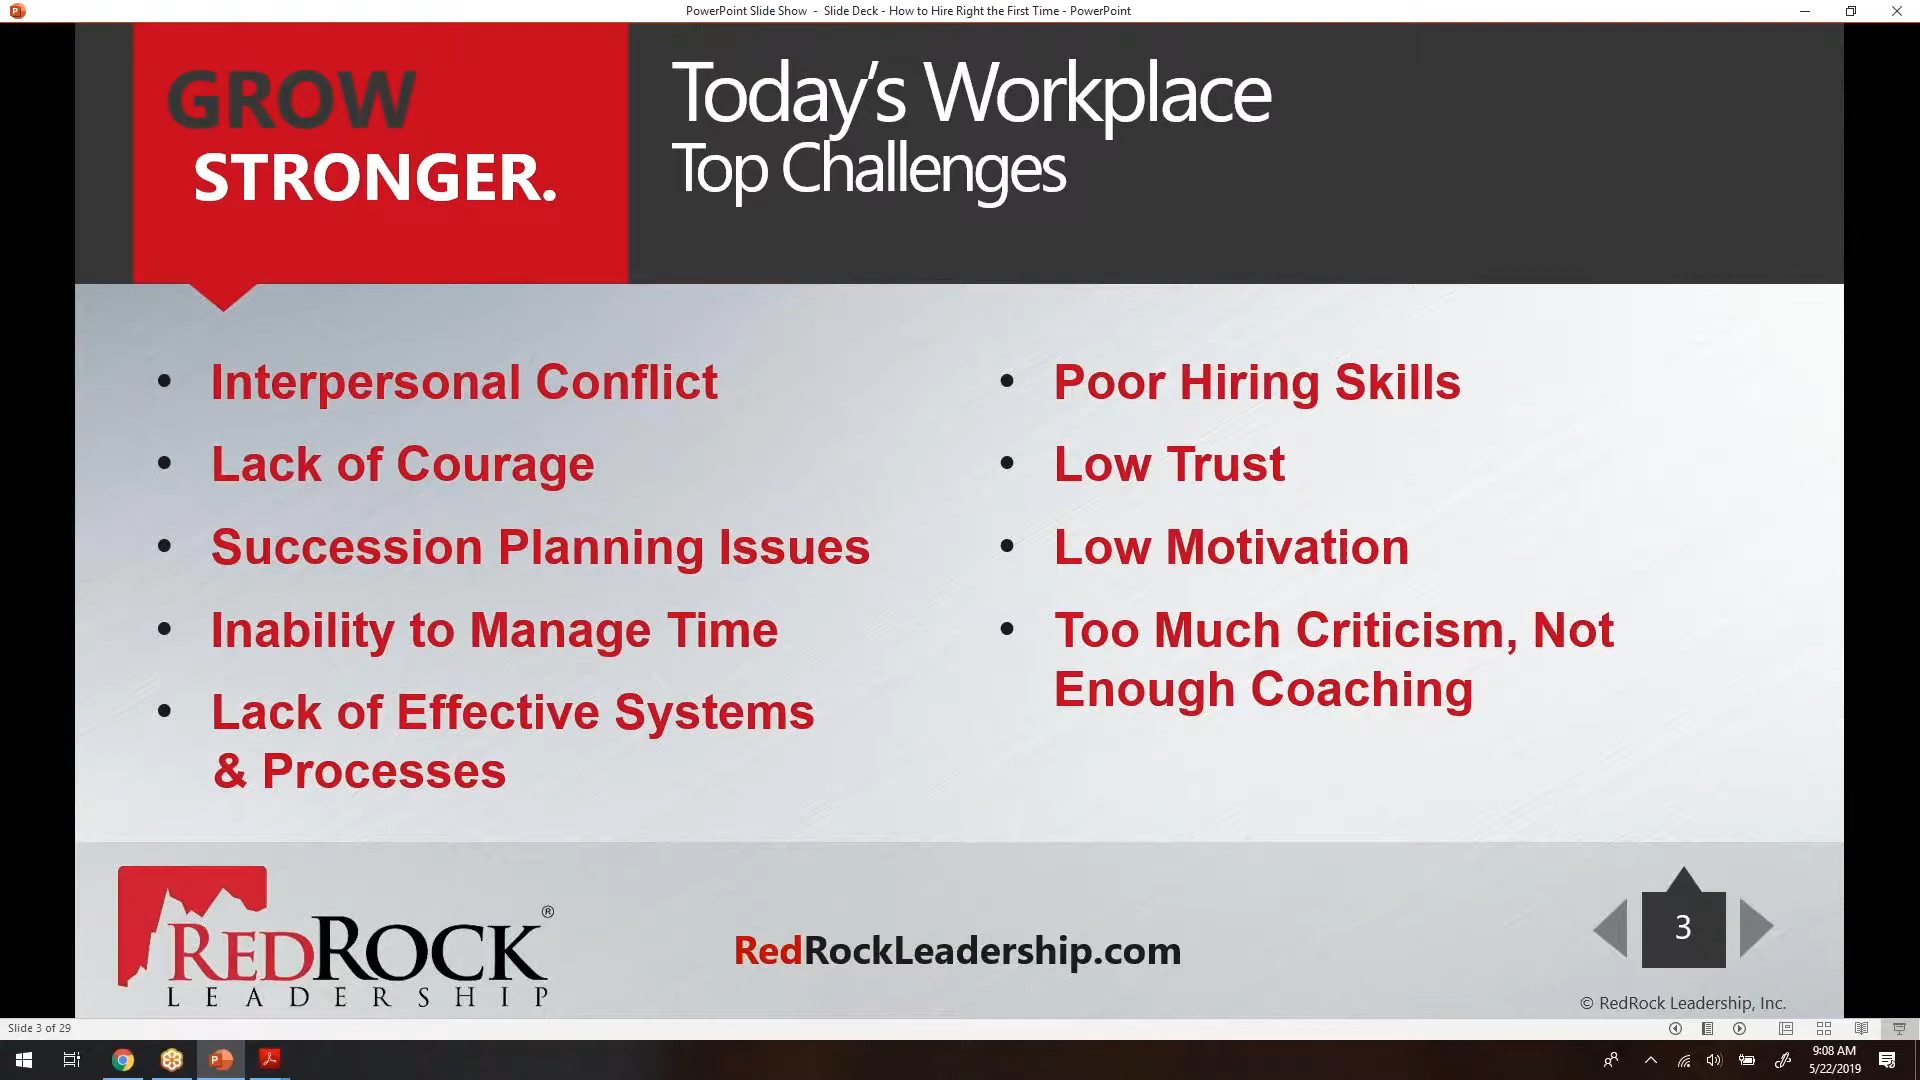 PowerPoint Slide Show - Slide Deck - How to Hire Right the First Time - PowerPoint
GROW
STRONGER.
Today's Workplace
Top Challenges
• Interpersonal Conflict
• Lack of Courage
• Succession Planning Issues
• Inability to Manage Time
• Lack of Effective Systems
& Processes
• Poor Hiring Skills
• Low Trust
• Low Motivation
• Too Much Criticism, Not
Enough Coaching
REDROCK®
LEADERSHIP
RedRockLeadership.com
3
© RedRock Leadership, Inc.
Slide 3 of 29
9:08 AM
5/22/2019